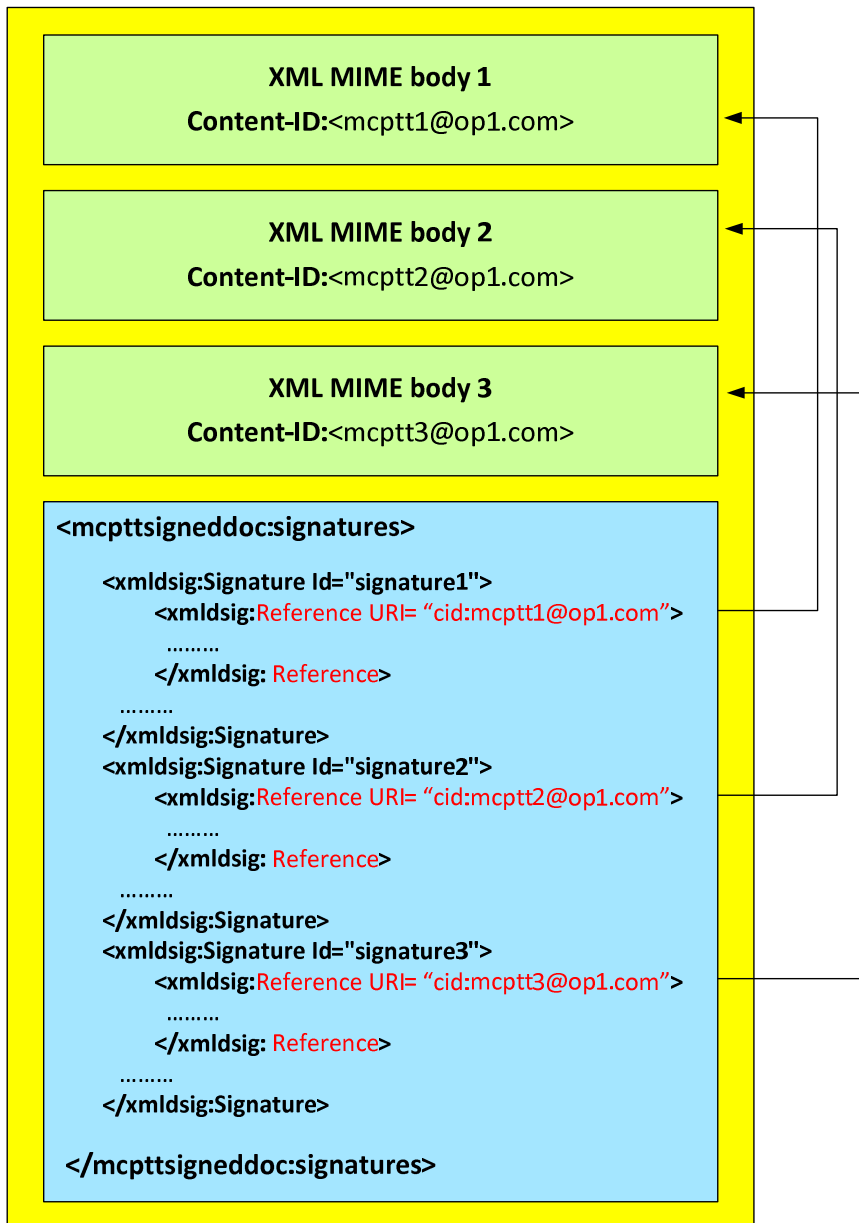 XML MIME body 1
Content-ID:<mcptt1@op1.com>
XML MIME body 2
Content-ID:<mcptt2@op1.com>
XML MIME body 3
Content-ID:<mcptt3@op1.com>
<mcpttsigneddoc:signatures>
<xmldsig:Signature Id="signature1">
<xmldsig:Reference URI= “cid:mcptt1@op1.com”>
………
</xmldsig: Reference>
………
</xmldsig:Signature>
<xmldsig:Signature Id="signature2">
<xmldsig:Reference URI= “cid:mcptt2@op1.com”>
………
</xmldsig: Reference>
………
</xmldsig:Signature>
<xmldsig:Signature Id="signature3">
<xmldsig:Reference URI= “cid:mcptt3@op1.com”>
………
</xmldsig: Reference>
………
</xmldsig:Signature>
</mcpttsigneddoc:signatures>